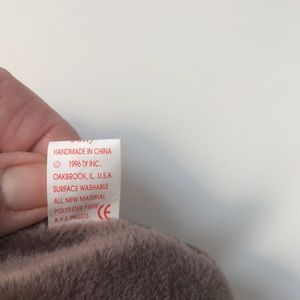 HANDMADE IN CHINA
© 1996 TY INC.,
OAKBROOK, IL. U.S.A.
SURFACE WASHABLE
ALL NEW MATERIAL
POLYESTER FIBER
& P.E. PELLETS CE